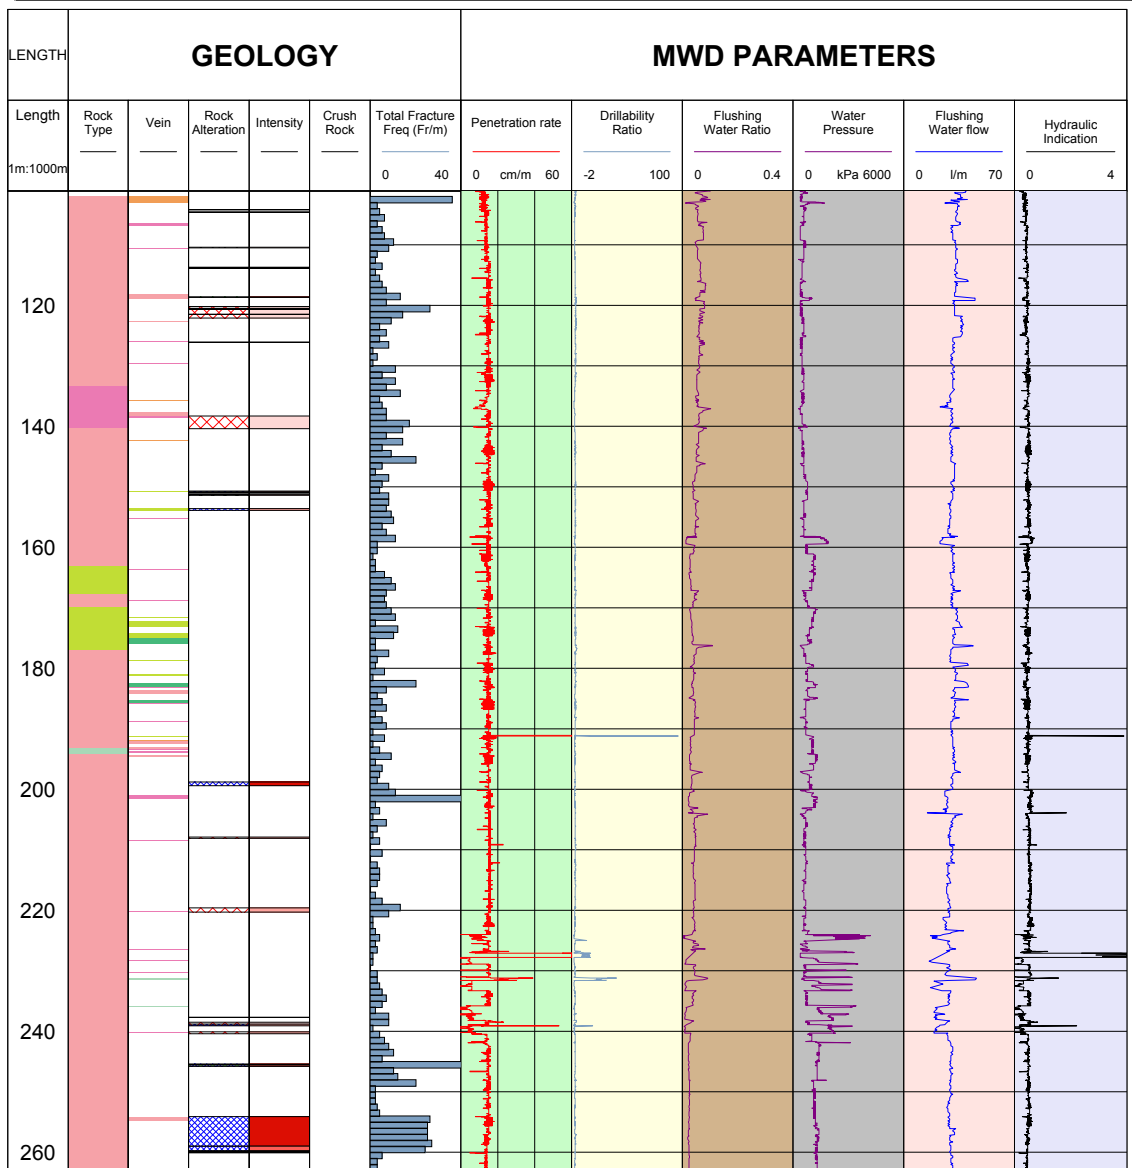 LENGTH
GEOLOGY
MWD PARAMETERS
Length
1m:1000m
Rock
Type
Vein
Rock
Alteration
Intensity
Crush
Rock
Total Fracture
Freq (Fr/m)
0 40
Penetration rate
0 cm/m 60
Drillability
Ratio
-2 100
Flushing
Water Ratio
0 0.4
Water
Pressure
0 kPa 6000
Flushing
Water flow
0 l/m 70
Hydraulic
Indication
0 4
120
140
160
180
200
220
240
260